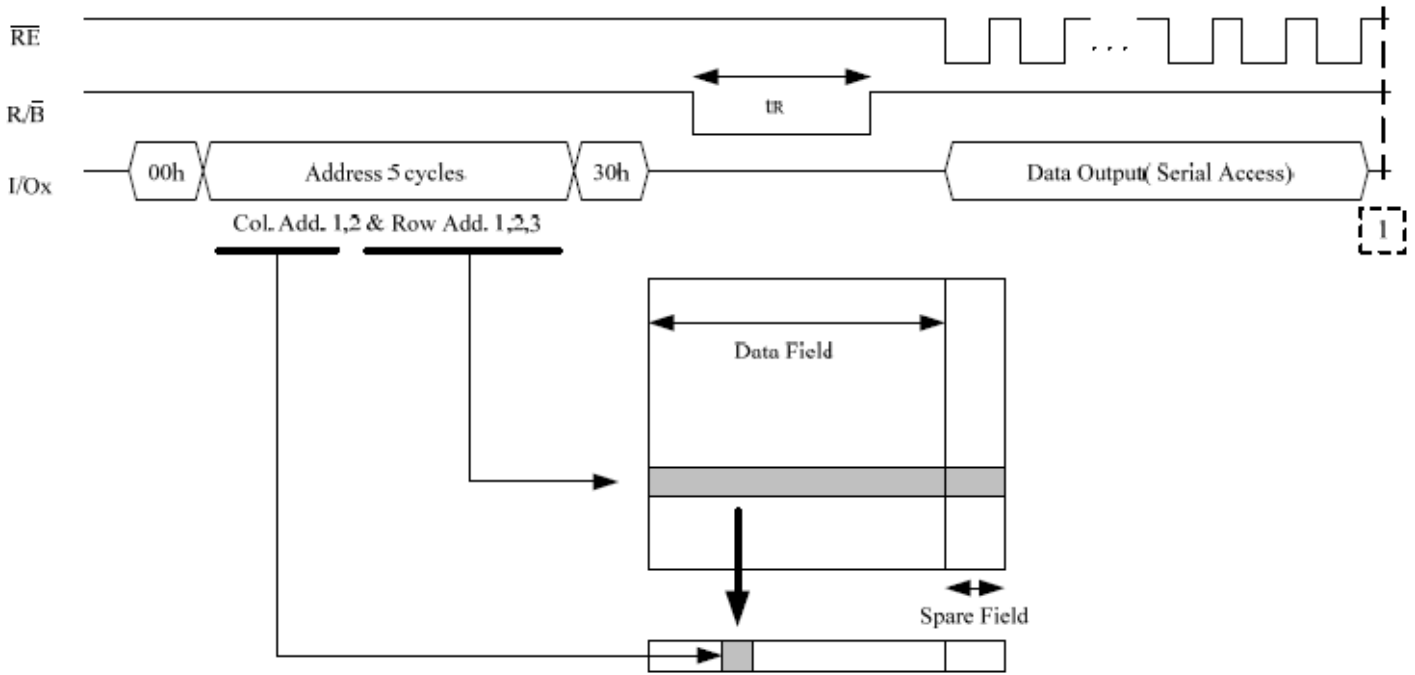 RE
R/B
tR
I/Ox
00h
Address 5 cycles
30h
Data Output( Serial Access)
Col. Add. 1,2 & Row Add. 1,2,3
1
Data Field
Spare Field